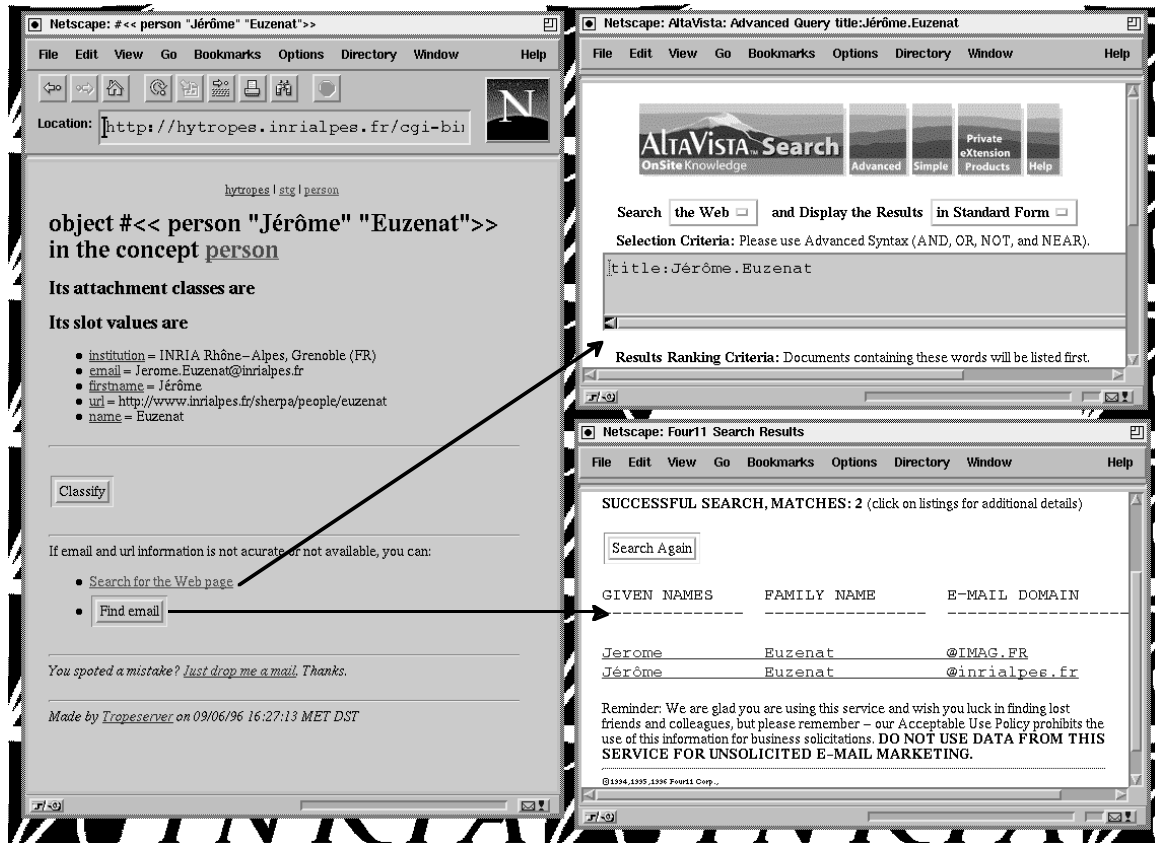 Netscape: #<< person "Jérôme" "Euzenat">>
File Edit View Go Bookmarks Options Directory Window Help
Location: http://hytropes.inrialpes.fr/cgi-bi
N
hytropes | stg | person
object #<< person "Jérôme" "Euzenat">>
in the concept person
Its attachment classes are
Its slot values are
institution = INRIA Rhône-Alpes, Grenoble (FR)
email = Jerome.Euzenat@inrialpes.fr
firstname = Jérôme
url = http://www.inrialpes.fr/sherpa/people/euzenat
name = Euzenat
Classify
If email and url information is not acurate or not available, you can:
Search for the Web page
Find email
You spoted a mistake? Just drop me a mail. Thanks.
Made by Tropeserver on 09/06/96 16:27:13 MET DST
Netscape: AltaVista: Advanced Query title:Jérôme.Euzenat
File Edit View Go Bookmarks Options Directory Window Help
ALTAVISTA™ Search
OnSite Knowledge
Advanced
Simple
Private
eXtension
Products
Help
Search the Web and Display the Results in Standard Form
Selection Criteria: Please use Advanced Syntax (AND, OR, NOT, and NEAR).
title:Jérôme.Euzenat
Results Ranking Criteria: Documents containing these words will be listed first.
Netscape: Four11 Search Results
File Edit View Go Bookmarks Options Directory Window Help
SUCCESSFUL SEARCH, MATCHES: 2 (click on listings for additional details)
Search Again
GIVEN NAMES FAMILY NAME E-MAIL DOMAIN
Jerome Euzenat @IMAG.FR
Jérôme Euzenat @inrialpes.fr
Reminder: We are glad you are using this service and wish you luck in finding lost
friends and colleagues, but please remember – our Acceptable Use Policy prohibits the
use of this information for business solicitations. DO NOT USE DATA FROM THIS
SERVICE FOR UNSOLICITED E-MAIL MARKETING.
©1994,1995,1996 Four11 Corp.,
INRIA INRIA